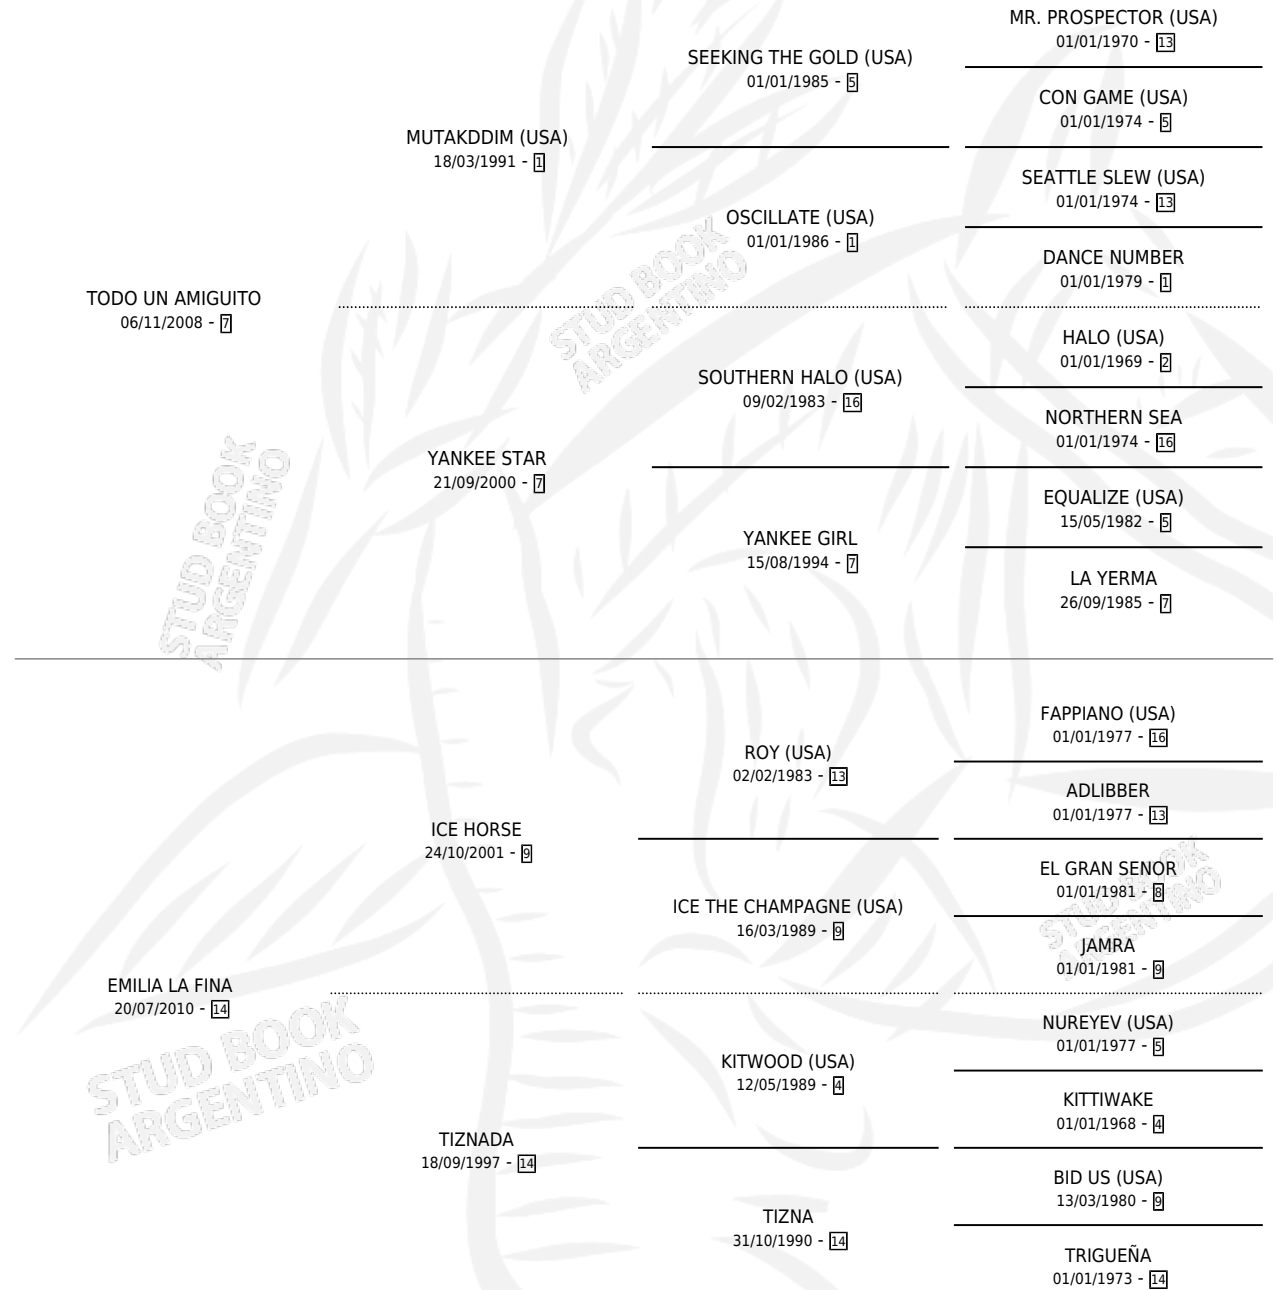 MR. PROSPECTOR (USA)
01/01/1970 - 13
SEEKING THE GOLD (USA)
01/01/1985 - 5
CON GAME (USA)
01/01/1974 - 5
MUTAKDDIM (USA)
18/03/1991 - 1
SEATTLE SLEW (USA)
01/01/1974 - 13
OSCILLATE (USA)
01/01/1986 - 1
DANCE NUMBER
01/01/1979 - 1
TODO UN AMIGUITO
06/11/2008 - 7
HALO (USA)
01/01/1969 - 2
SOUTHERN HALO (USA)
09/02/1983 - 16
NORTHERN SEA
01/01/1974 - 16
YANKEE STAR
21/09/2000 - 7
EQUALIZE (USA)
15/05/1982 - 5
YANKEE GIRL
15/08/1994 - 7
LA YERMA
26/09/1985 - 7
STUD BOOK
ARGENTINO
STUD BOOK
ARGENTINO
FAPPIANO (USA)
01/01/1977 - 16
ROY (USA)
02/02/1983 - 13
ADLIBBER
01/01/1977 - 13
ICE HORSE
24/10/2001 - 9
EL GRAN SENOR
01/01/1981 - 8
ICE THE CHAMPAGNE (USA)
16/03/1989 - 9
JAMRA
01/01/1981 - 9
EMILIA LA FINA
20/07/2010 - 14
NUREYEV (USA)
01/01/1977 - 5
KITWOOD (USA)
12/05/1989 - 4
KITTIWAKE
01/01/1968 - 4
TIZNADA
18/09/1997 - 14
BID US (USA)
13/03/1980 - 9
TIZNA
31/10/1990 - 14
TRIGUEÑA
01/01/1973 - 14
STUD BOOK
ARGENTINO
STUD BOOK
ARGENTINO